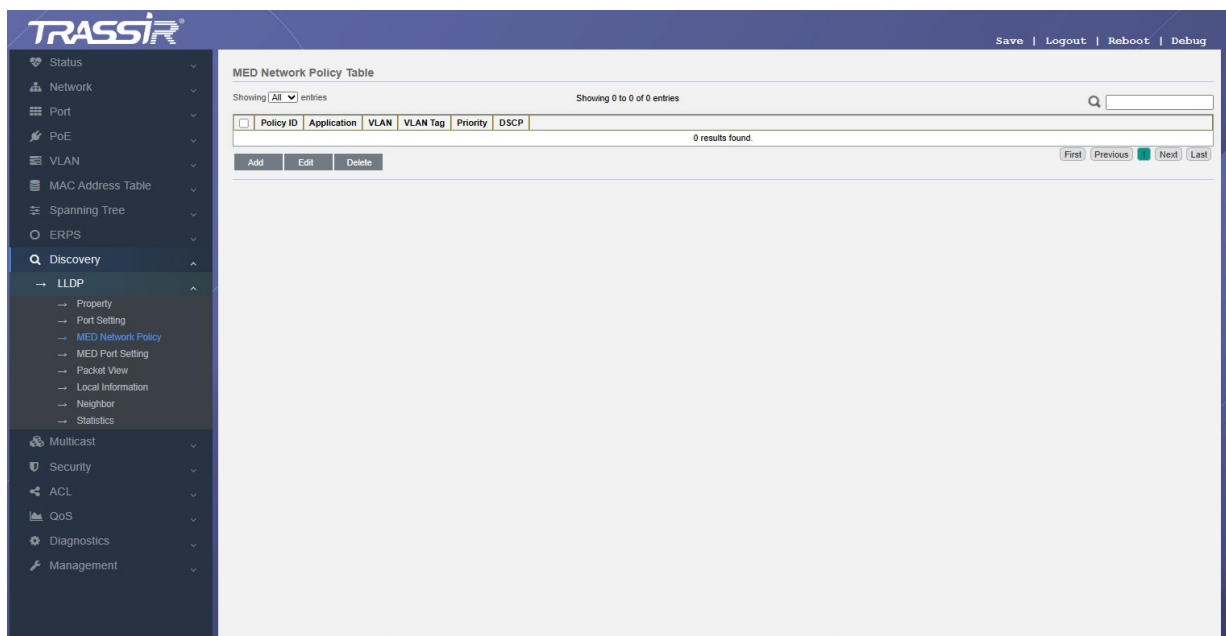 TRASSIR
Save | Logout | Reboot | Debug
Status
Network
Port
PoE
VLAN
MAC Address Table
Spanning Tree
ERPS
Discovery
→ LLDP
→ Property
→ Port Setting
→ MED Network Policy
→ MED Port Setting
→ Packet View
→ Local Information
→ Neighbor
→ Statistics
Multicast
Security
ACL
QoS
Diagnostics
Management
MED Network Policy Table
Showing All entries
Showing 0 to 0 of 0 entries
Policy ID Application VLAN VLAN Tag Priority DSCP
0 results found.
Add Edit Delete
First Previous 1 Next Last